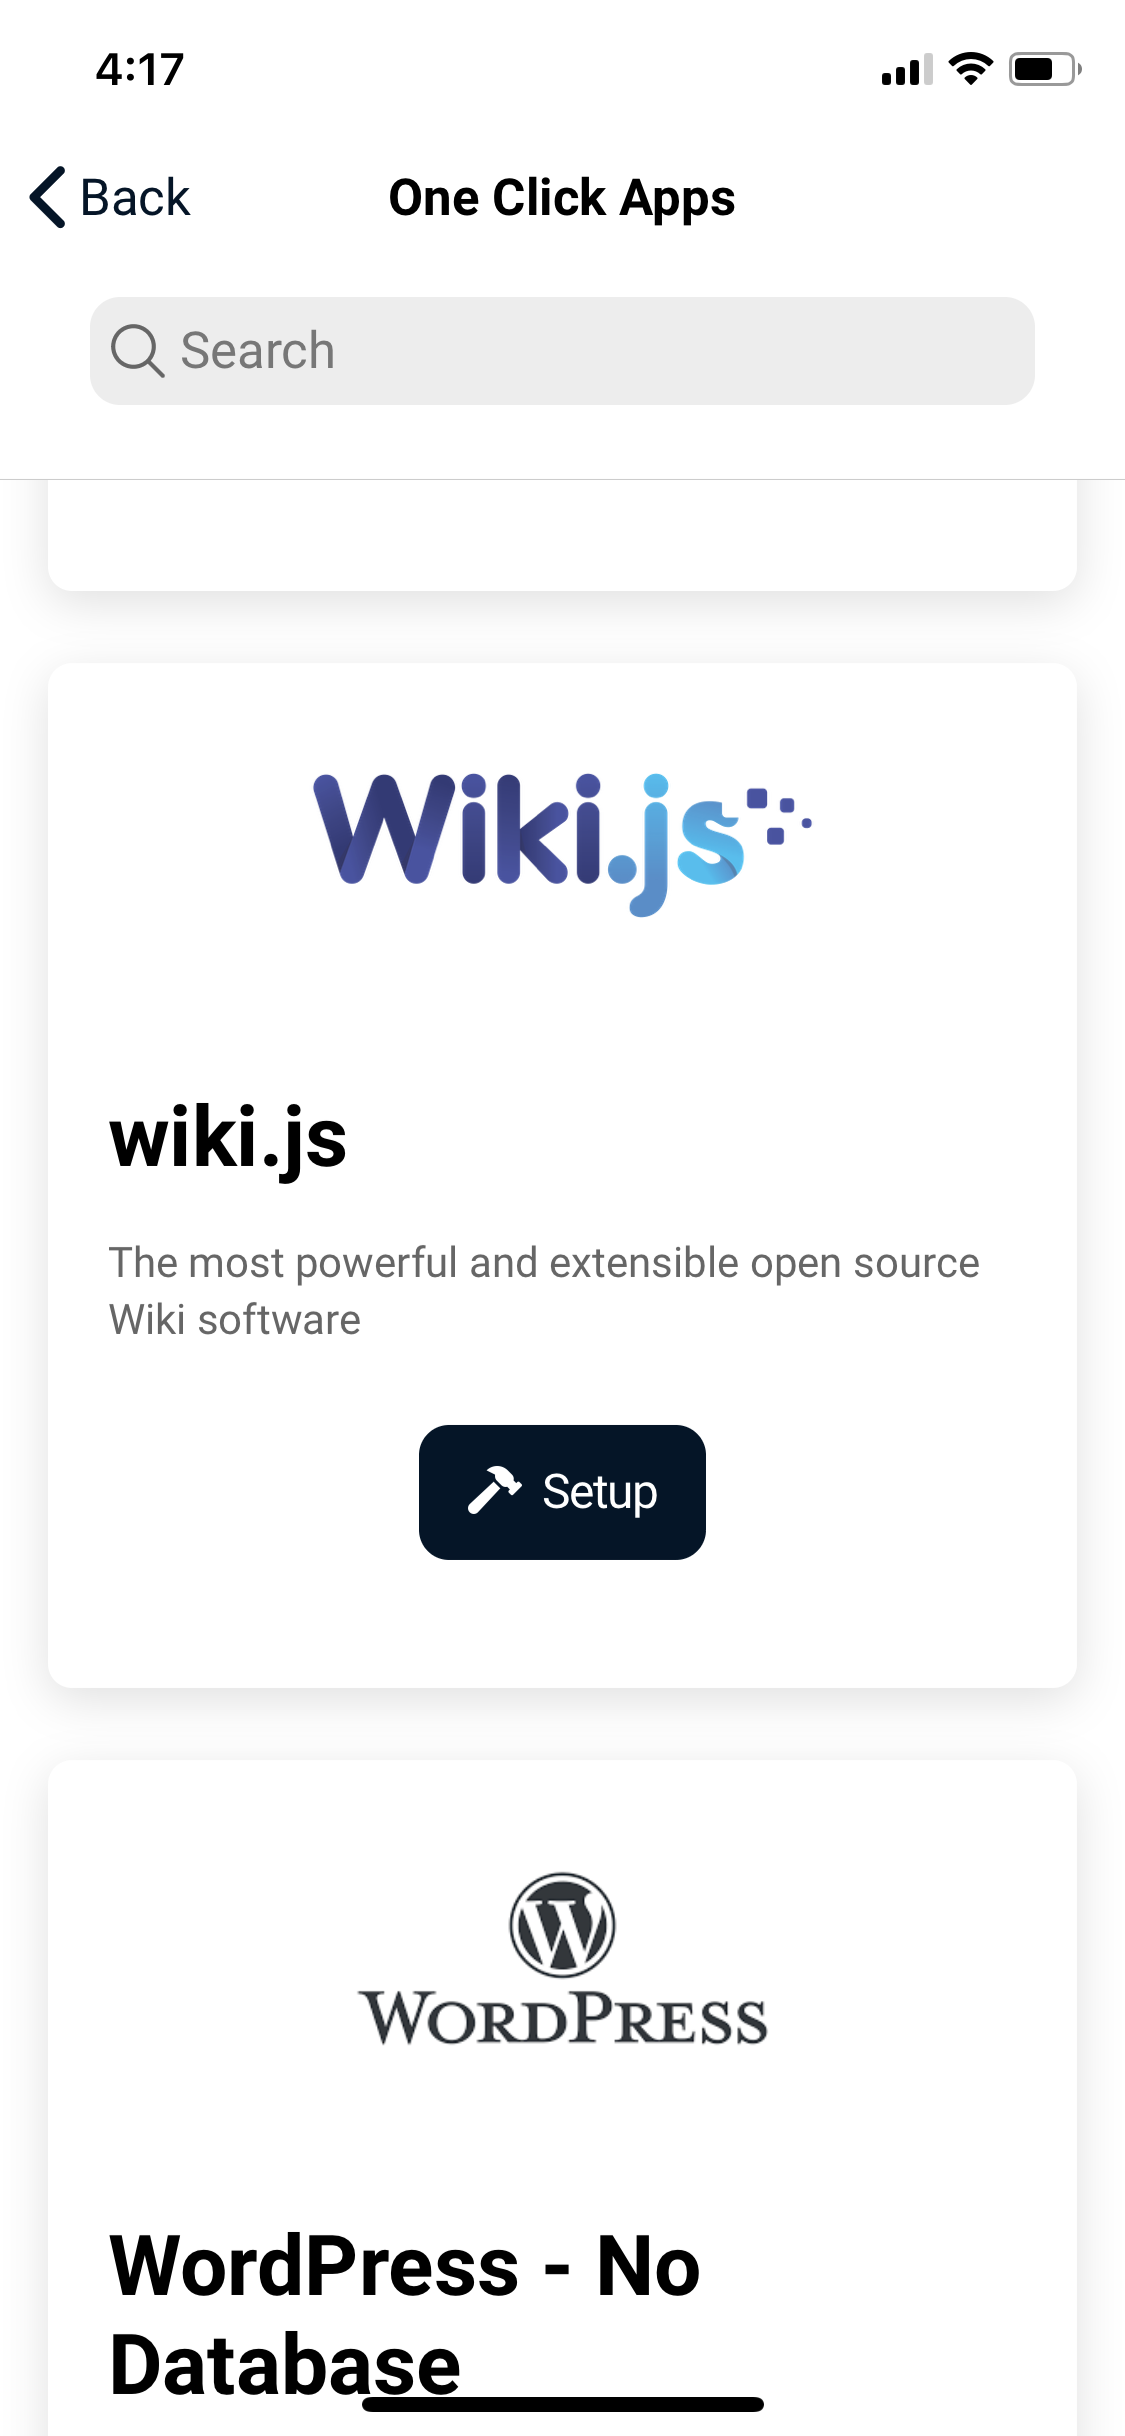 4:17
Back
One Click Apps
Search
Wiki.js
wiki.js
The most powerful and extensible open source
Wiki software
Setup
W
WORDPRESS
WordPress - No
Database